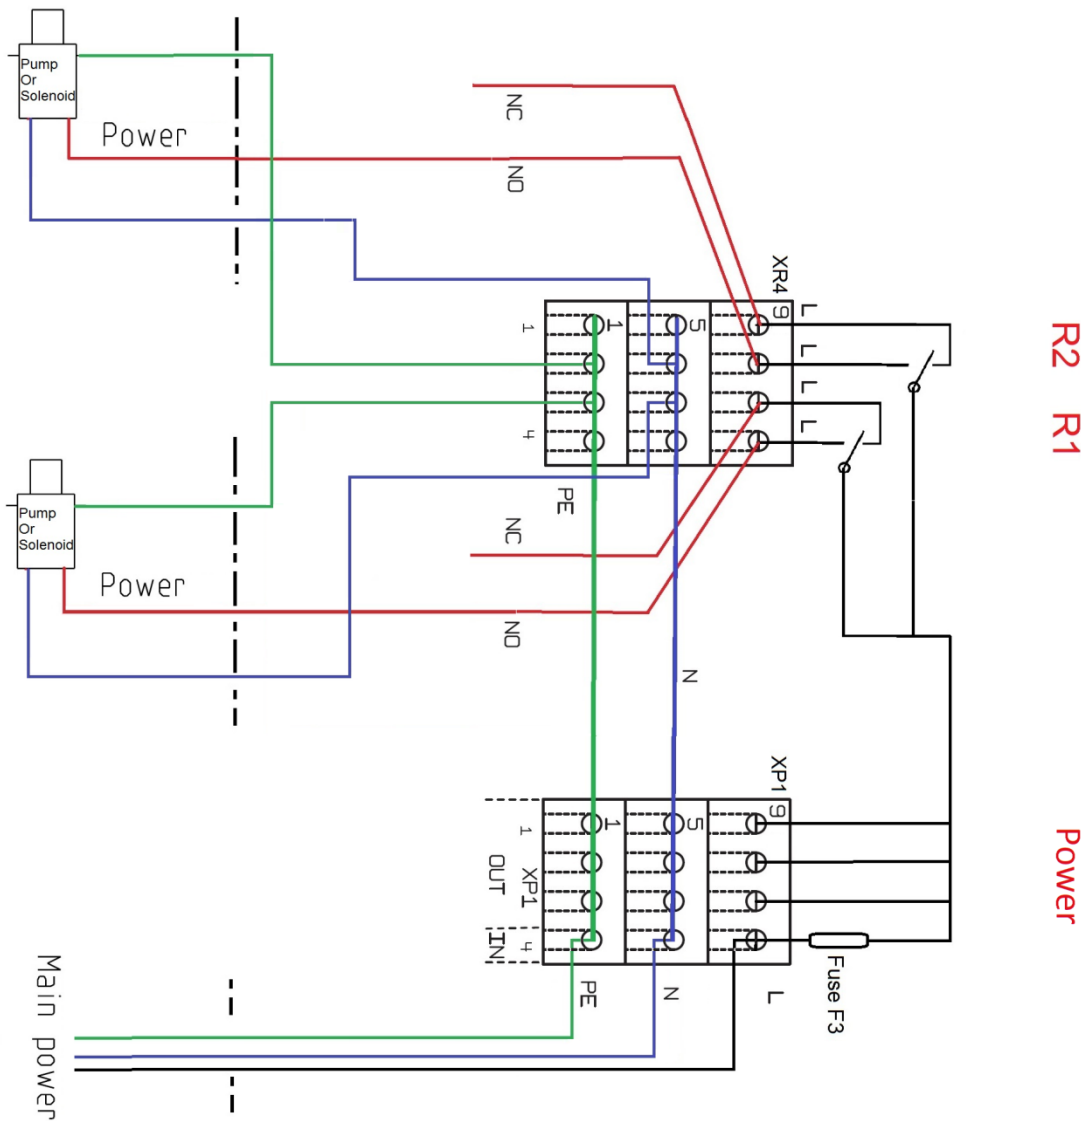 Pump
Or
Solenoid
Power
NC
NO
XR4
9
L
L
L
L
1
1
5
4
PE
R2
R1
Pump
Or
Solenoid
Power
NC
NO
N
XP1
9
1
1
5
OUT
XP1
IN
4
PE
N
L
Fuse F3
Power
Main power